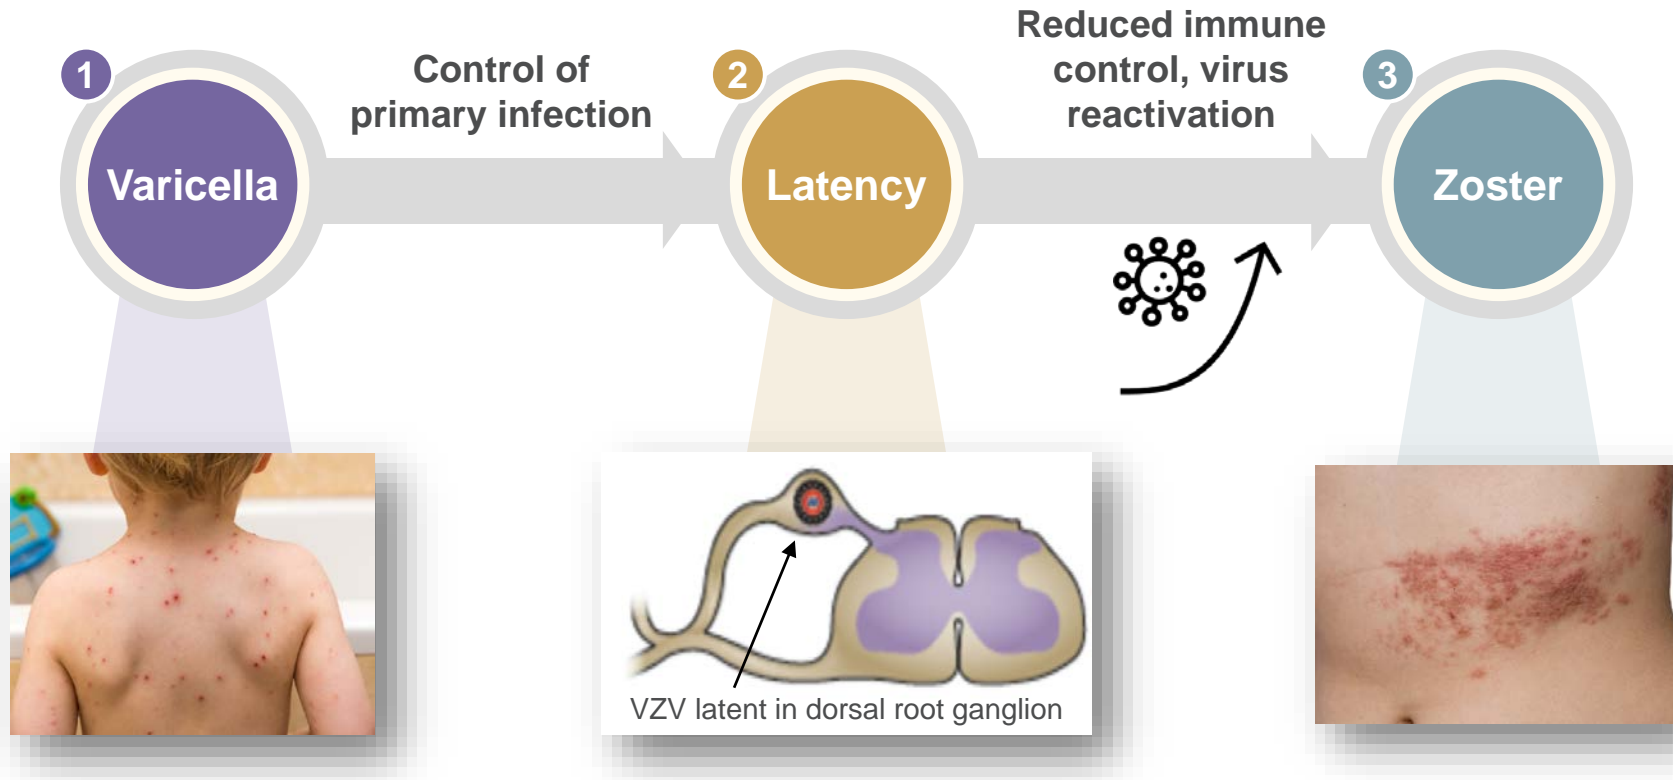 1
Varicella
Control of
primary infection
2
Latency
Reduced immune
control, virus
reactivation
3
Zoster
VZV latent in dorsal root ganglion